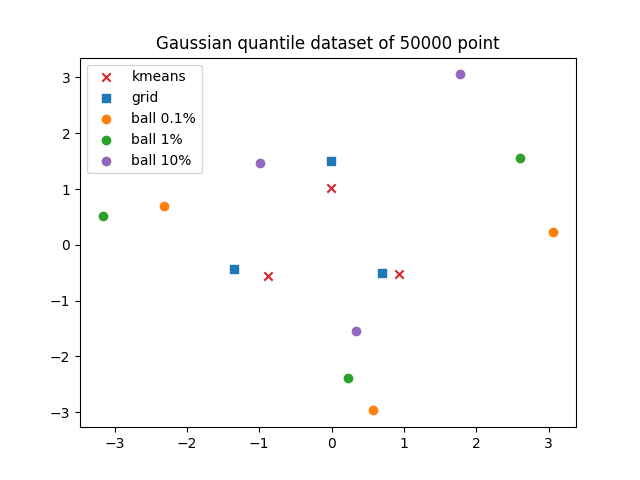 Gaussian quantile dataset of 50000 point
kmeans
grid
ball 0.1%
ball 1%
ball 10%
3
2
1
0
−1
−2
−3
−3 −2 −1 0 1 2 3